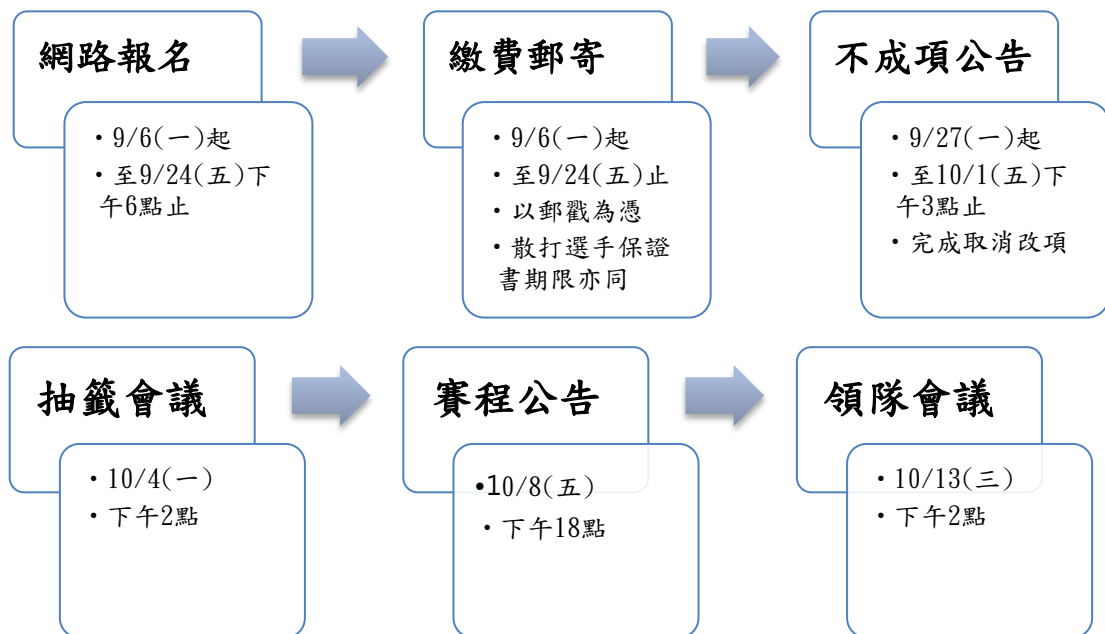 網路報名
・9/6(一)起
・至9/24(五)下
午6點止
繳費郵寄
・9/6(一)起
・至9/24(五)止
・以郵戳為憑
・散打選手保證
書期限亦同
不成項公告
・9/27(一)起
・至10/1(五)下
午3點止
・完成取消改項
抽籤會議
・10/4(一)
・下午2點
賽程公告
•10/8(五)
・下午18點
領隊會議
・10/13(三)
・下午2點